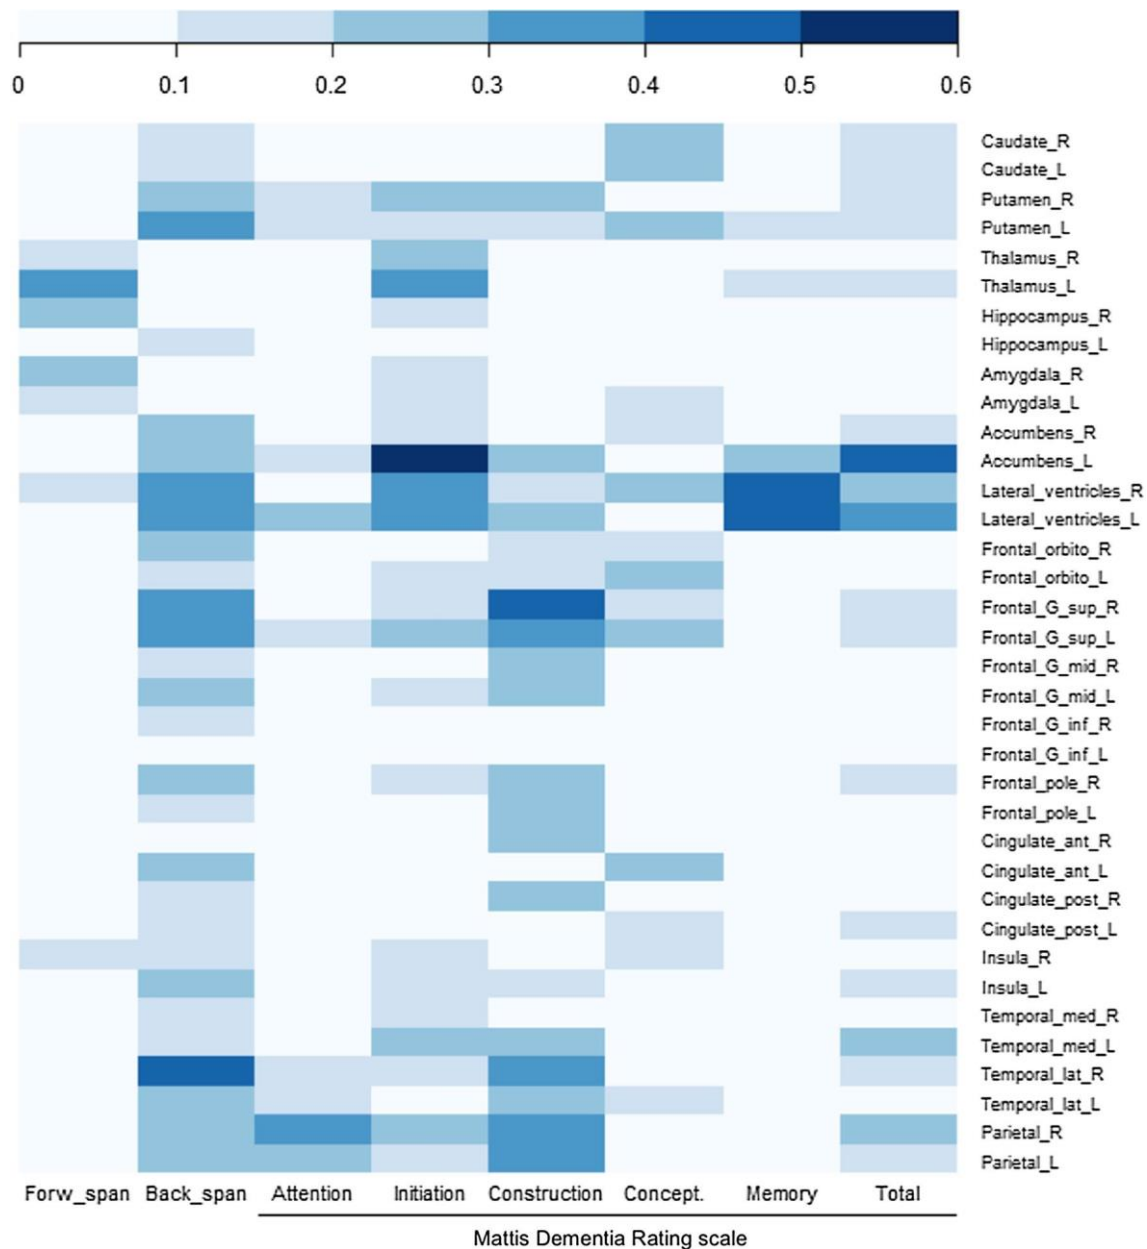 0 0.1 0.2 0.3 0.4 0.5 0.6
Caudate_R
Caudate_L
Putamen_R
Putamen_L
Thalamus_R
Thalamus_L
Hippocampus_R
Hippocampus_L
Amygdala_R
Amygdala_L
Accumbens_R
Accumbens_L
Lateral_ventricles_R
Lateral_ventricles_L
Frontal_orbito_R
Frontal_orbito_L
Frontal_G_sup_R
Frontal_G_sup_L
Frontal_G_mid_R
Frontal_G_mid_L
Frontal_G_inf_R
Frontal_G_inf_L
Frontal_pole_R
Frontal_pole_L
Cingulate_ant_R
Cingulate_ant_L
Cingulate_post_R
Cingulate_post_L
Insula_R
Insula_L
Temporal_med_R
Temporal_med_L
Temporal_lat_R
Temporal_lat_L
Parietal_R
Parietal_L
Forw_span Back_span Attention Initiation Construction Concept. Memory Total
Mattis Dementia Rating scale